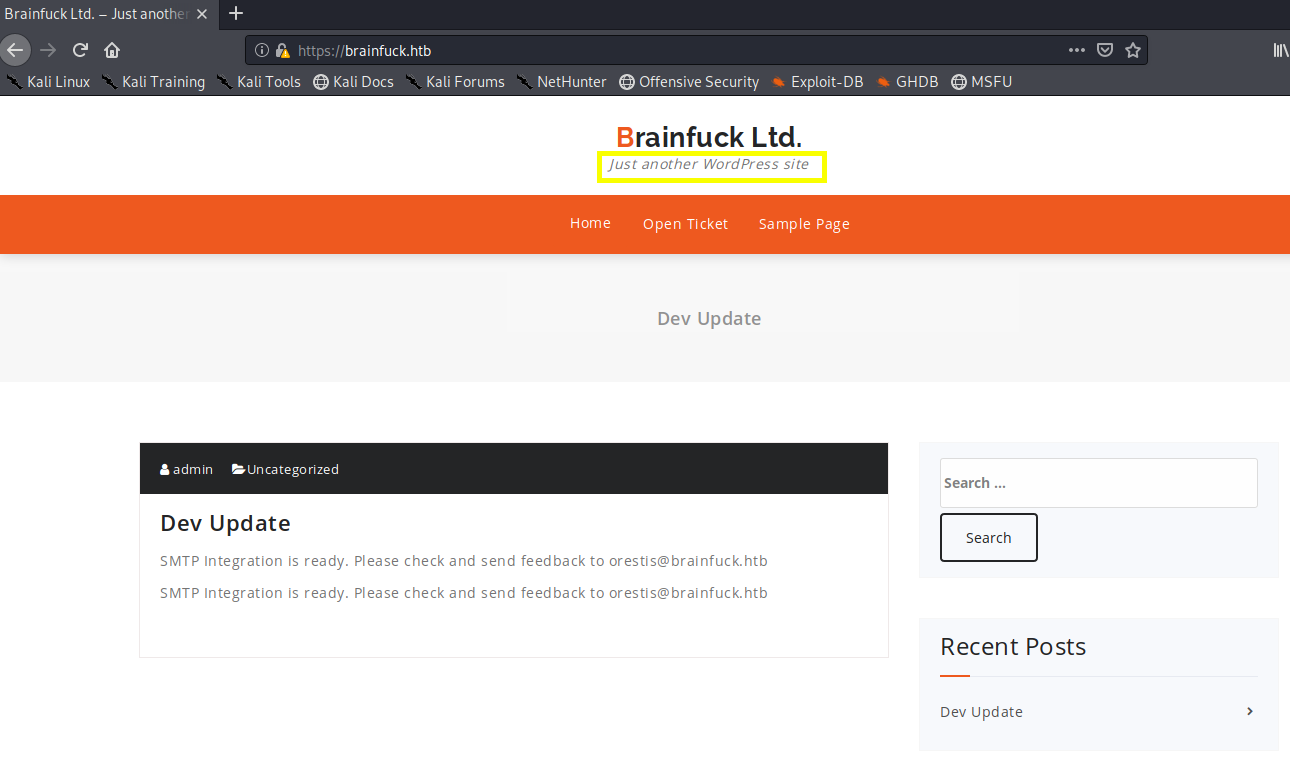 Brainfuck Ltd. – Just another
https://brainfuck.htb
Kali Linux Kali Training Kali Tools Kali Docs Kali Forums NetHunter Offensive Security Exploit-DB GHDB MSFU
Brainfuck Ltd.
Just another WordPress site
Home Open Ticket Sample Page
Dev Update
admin Uncategorized
Dev Update
SMTP Integration is ready. Please check and send feedback to orestis@brainfuck.htb
SMTP Integration is ready. Please check and send feedback to orestis@brainfuck.htb
Search ...
Search
Recent Posts
Dev Update